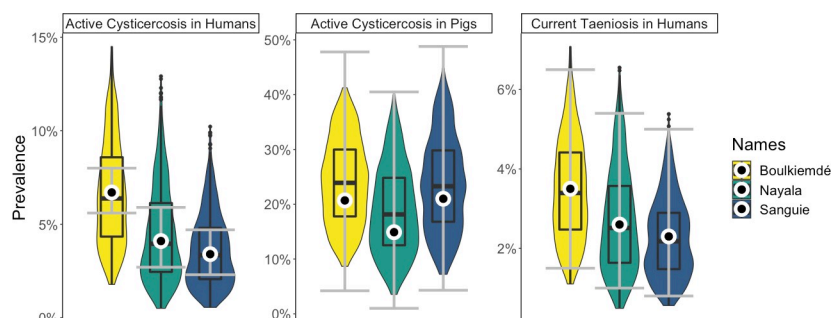 Active Cysticercosis in Humans
Active Cysticercosis in Pigs
Current Taeniosis in Humans
15%
10%
5%
0%
Prevalence
50%
40%
30%
20%
10%
0%
6%
4%
2%
Names
Boulkiemdé
Nayala
Sanguie